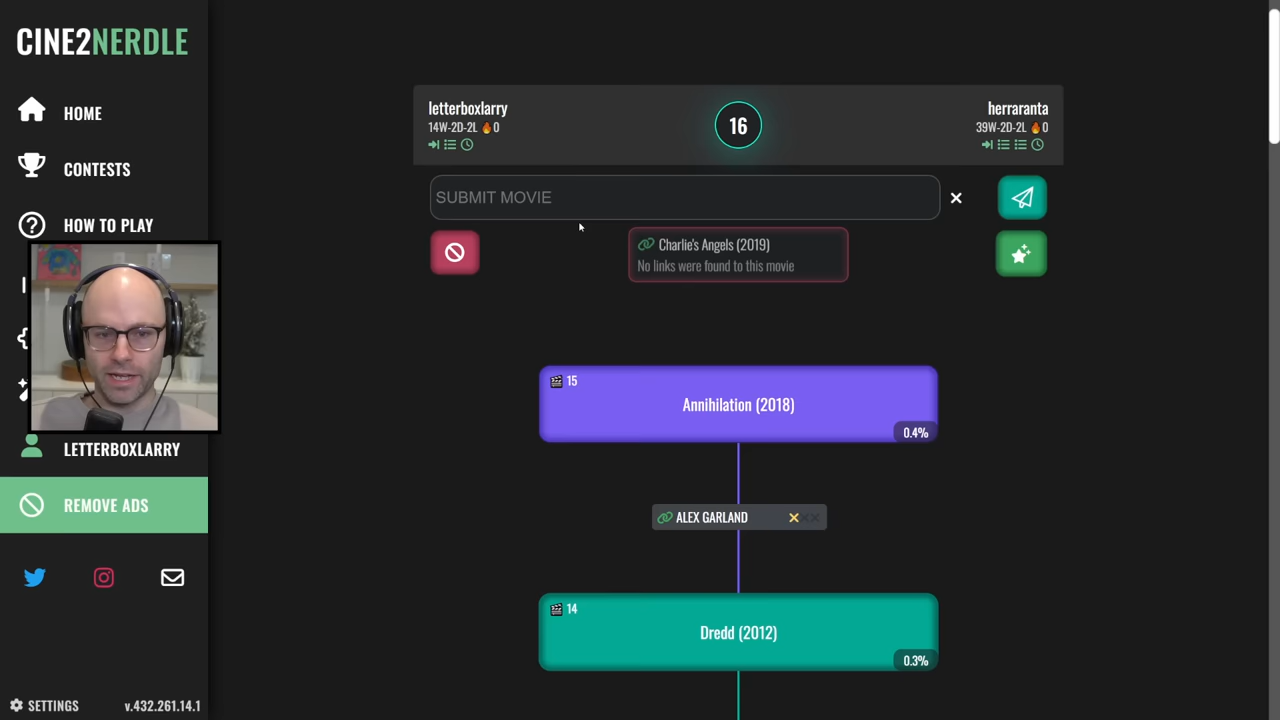 CINE2NERDLE
HOME
CONTESTS
HOW TO PLAY
LETTERBOXLARRY
REMOVE ADS
SETTINGS
v.432.261.14.1
letterboxlarry
14W-2D-2L 🔥0
16
herraranta
39W-2D-2L 🔥0
SUBMIT MOVIE
Charlie's Angels (2019)
No links were found to this movie
15
Annihilation (2018)
0.4%
ALEX GARLAND
14
Dredd (2012)
0.3%